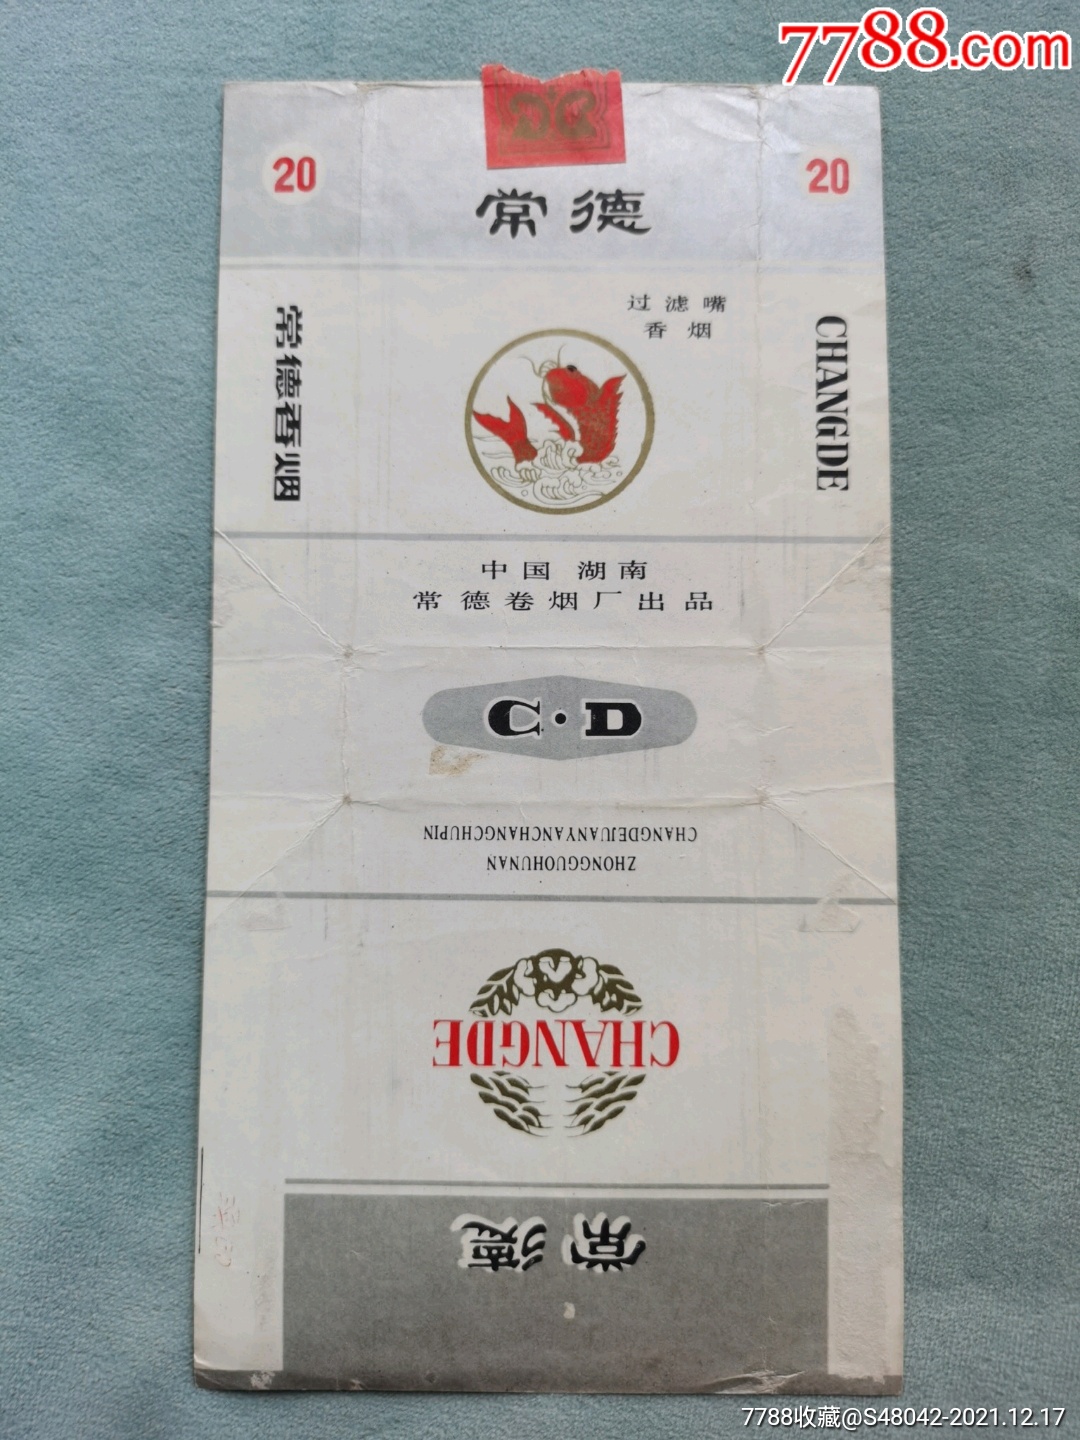 7788.com
20
20
常德
过滤嘴
香烟
常德香烟
CHANGDE
中国 湖南
常德卷烟厂出品
C·D
ZHONGGUOHUNAN
CHANGDEJUANYANCHANGCHUPIN
CHANGDE
常德
7788收藏@S48042-2021.12.17